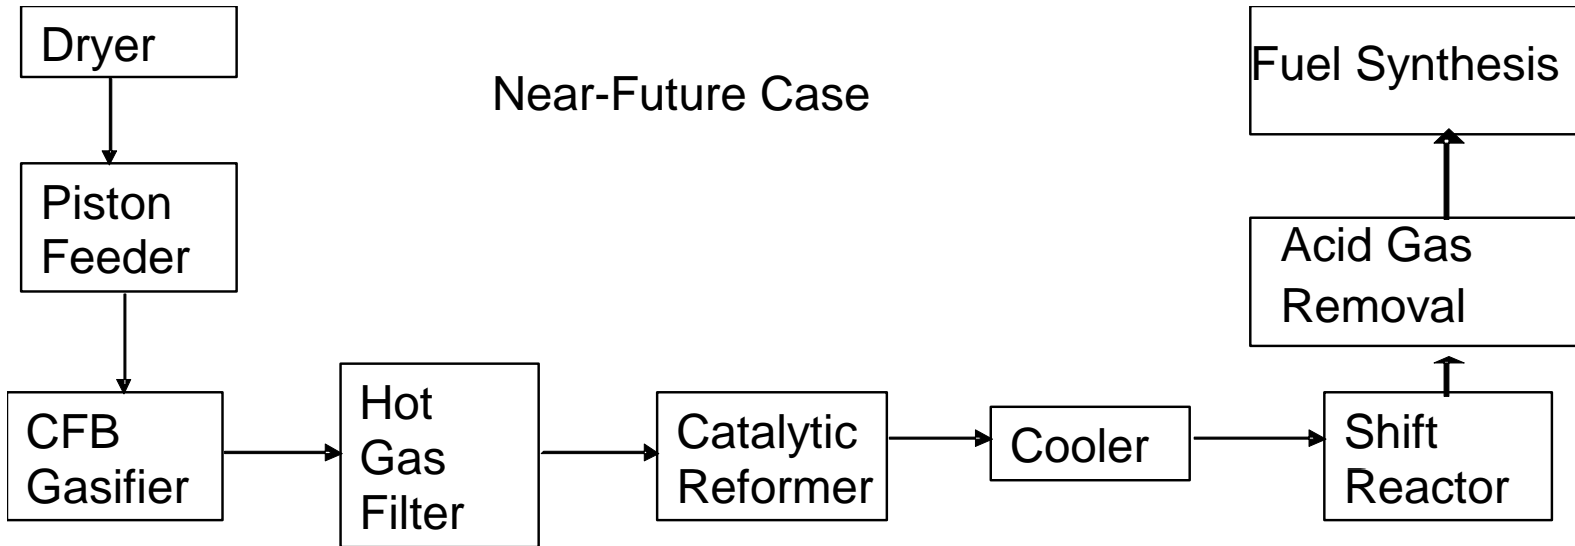 Dryer
Near-Future Case
Fuel Synthesis
Piston
Feeder
Acid Gas
Removal
CFB
Gasifier
Hot
Gas
Filter
Catalytic
Reformer
Cooler
Shift
Reactor